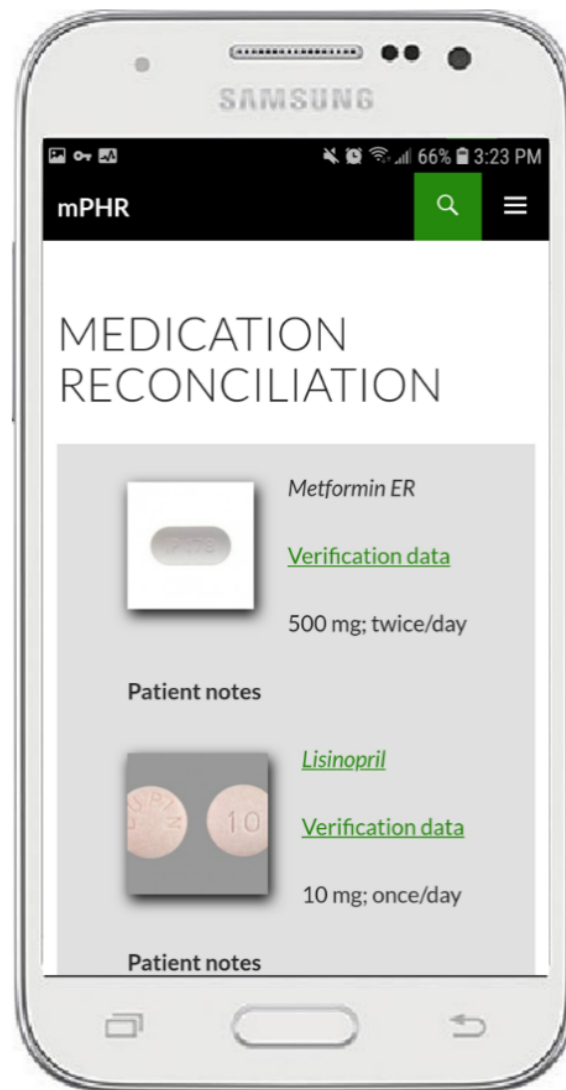 SAMSUNG
66% 3:23 PM
mPHR
MEDICATION
RECONCILIATION
Metformin ER
Verification data
500 mg; twice/day
Patient notes
Lisinopril
Verification data
10 mg; once/day
10
Patient notes